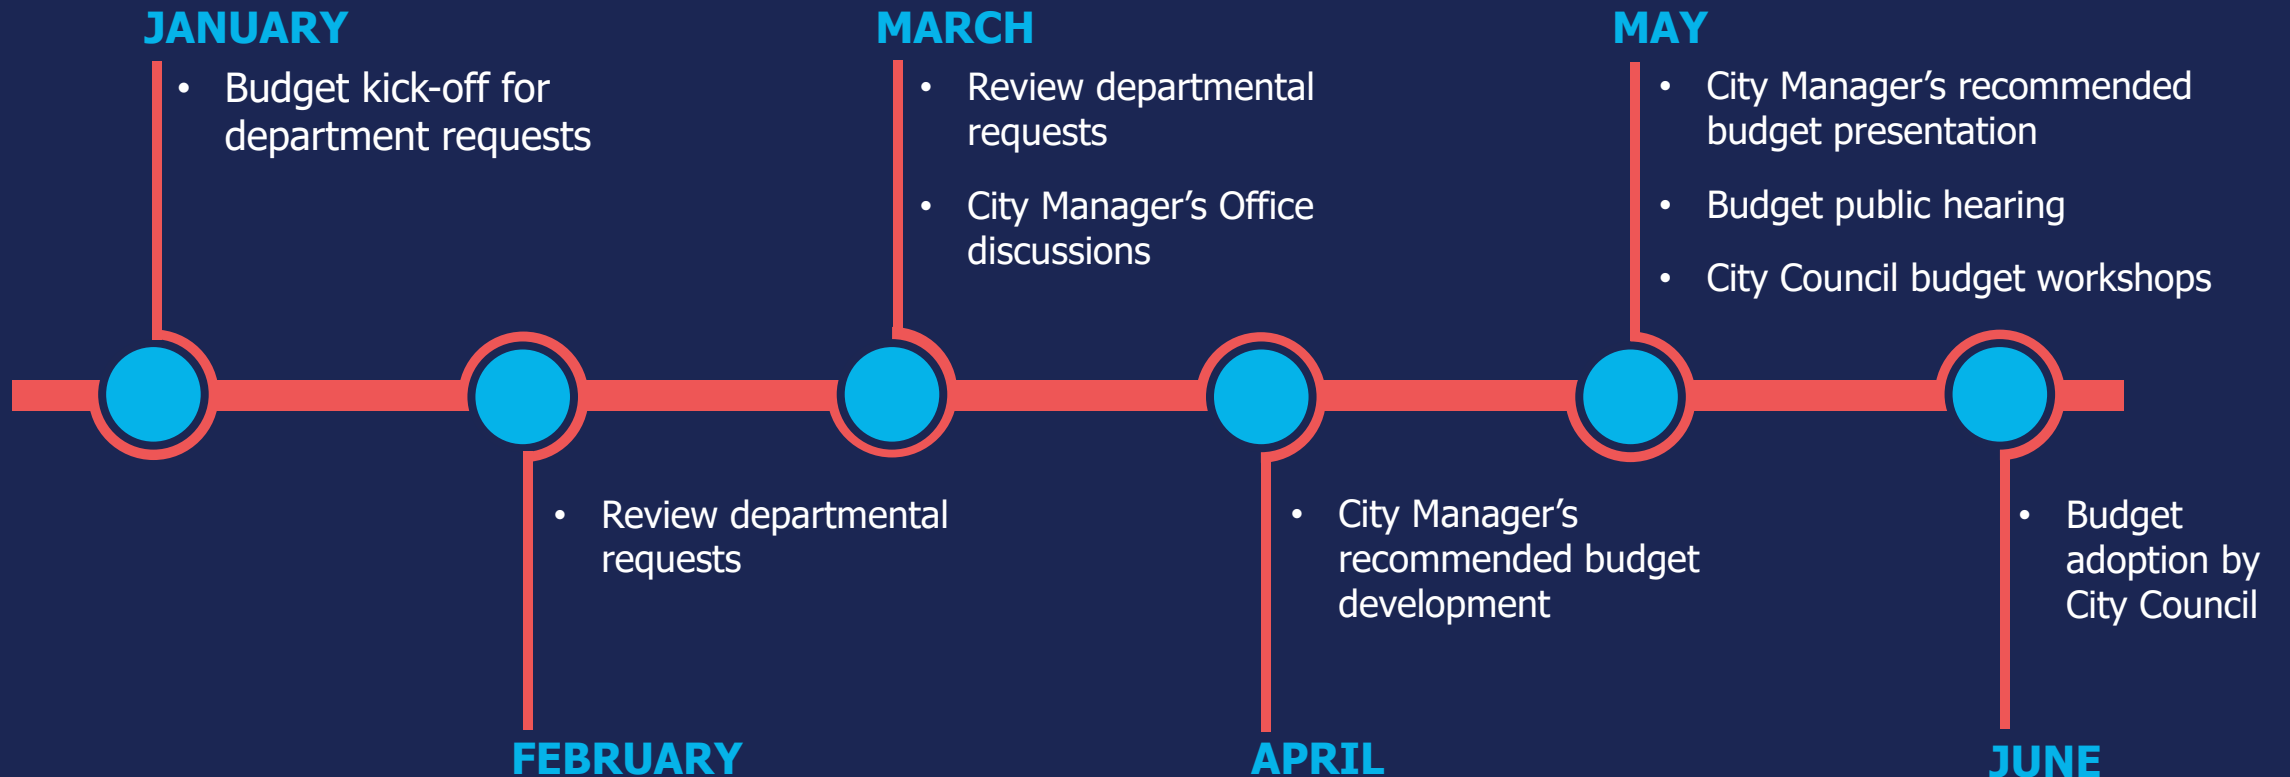 JANUARY
• Budget kick-off for
department requests
FEBRUARY
• Review departmental
requests
MARCH
• Review departmental
requests
• City Manager’s Office
discussions
APRIL
• City Manager’s
recommended budget
development
MAY
• City Manager’s recommended
budget presentation
• Budget public hearing
• City Council budget workshops
JUNE
• Budget
adoption by
City Council